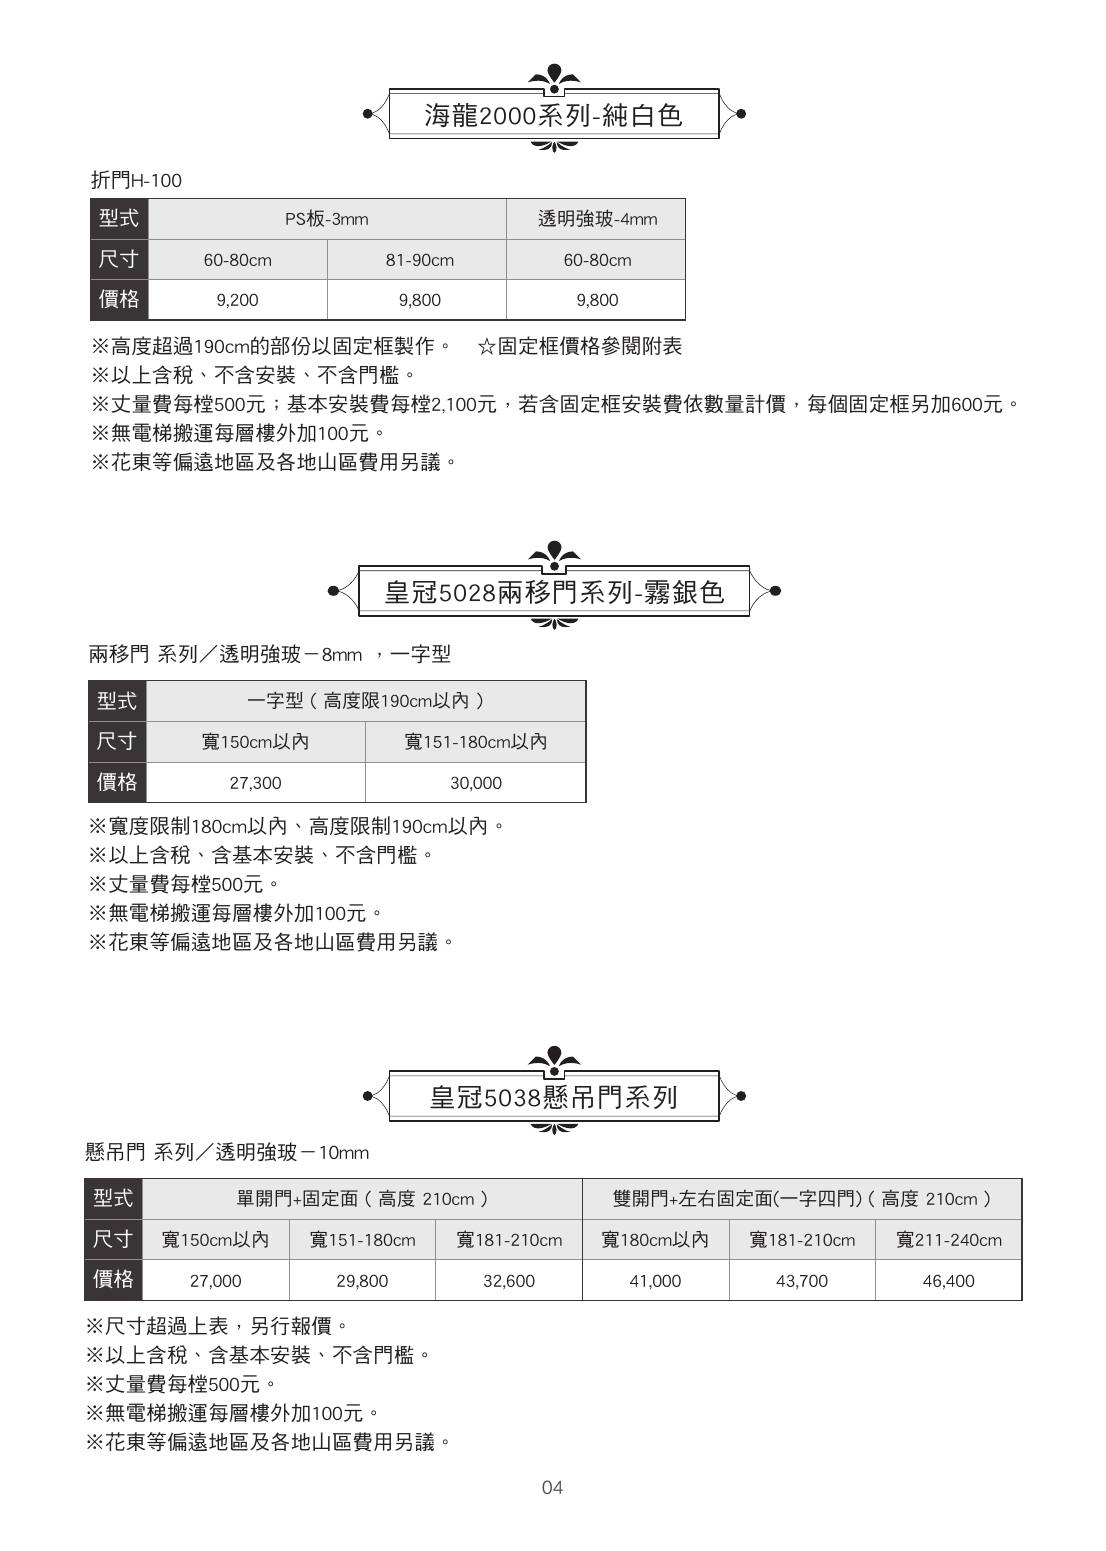 海龍2000系列-純白色
折門H-100
型式 PS板-3mm 透明強玻-4mm
尺寸 60-80cm 81-90cm 60-80cm
價格 9,200 9,800 9,800
※高度超過190cm的部份以固定框製作。 ☆固定框價格參閱附表
※以上含稅、不含安裝、不含門檻。
※丈量費每樘500元；基本安裝費每樘2,100元，若含固定框安裝費依數量計價，每個固定框另加600元。
※無電梯搬運每層樓外加100元。
※花東等偏遠地區及各地山區費用另議。
皇冠5028兩移門系列-霧銀色
兩移門 系列／透明強玻－8mm ，一字型
型式 一字型（高度限190cm以內）
尺寸 寬150cm以內 寬151-180cm以內
價格 27,300 30,000
※寬度限制180cm以內、高度限制190cm以內。
※以上含稅、含基本安裝、不含門檻。
※丈量費每樘500元。
※無電梯搬運每層樓外加100元。
※花東等偏遠地區及各地山區費用另議。
皇冠5038懸吊門系列
懸吊門 系列／透明強玻－10mm
型式 單開門+固定面（高度 210cm） 雙開門+左右固定面(一字四門)（高度 210cm）
尺寸 寬150cm以內 寬151-180cm 寬181-210cm 寬180cm以內 寬181-210cm 寬211-240cm
價格 27,000 29,800 32,600 41,000 43,700 46,400
※尺寸超過上表，另行報價。
※以上含稅、含基本安裝、不含門檻。
※丈量費每樘500元。
※無電梯搬運每層樓外加100元。
※花東等偏遠地區及各地山區費用另議。
04